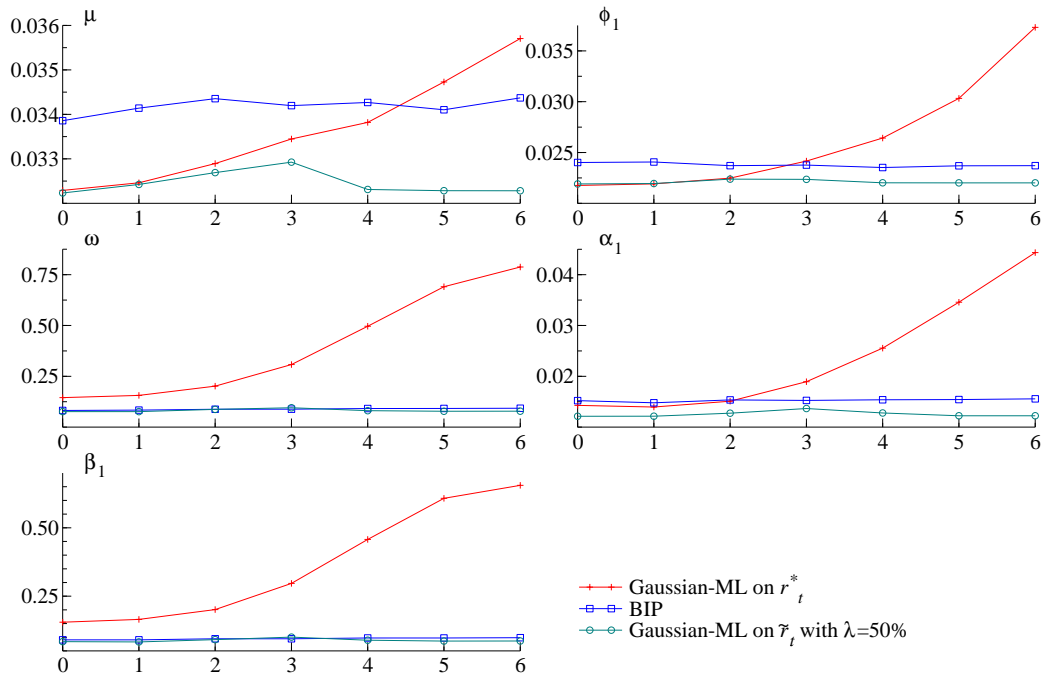 μ
0.036
0.035
0.034
0.033
0 1 2 3 4 5 6
ϕ₁
0.035
0.030
0.025
0 1 2 3 4 5 6
ω
0.75
0.50
0.25
0 1 2 3 4 5 6
α₁
0.04
0.03
0.02
0 1 2 3 4 5 6
β₁
0.50
0.25
0 1 2 3 4 5 6
Gaussian-ML on r*ₜ
BIP
Gaussian-ML on r̃ₜ with λ=50%